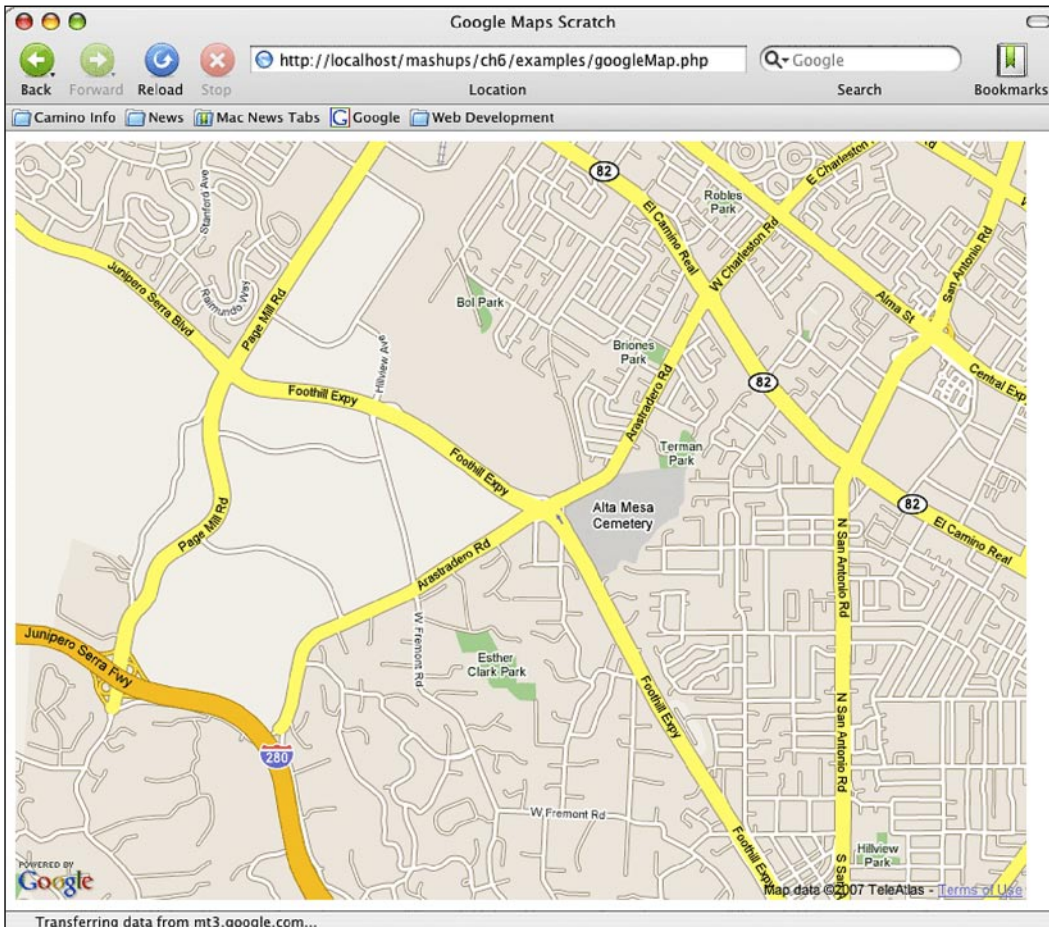 Google Maps Scratch
http://localhost/mashups/ch6/examples/googleMap.php
Google
Back
Forward
Reload
Stop
Location
Search
Bookmarks
Camino Info
News
Mac News Tabs
Google
Web Development
82
E Charleston Rd
Stanford Ave
Robles
Park
El Camino Real
W Charleston Rd
San Antonio Rd
Junipero Serra Blvd
Raimundo Way
Page Mill Rd
Bol Park
Alma St
Hillview Ave
Briones
Park
82
Central Exp
Foothill Expy
Arastradero Rd
Terman
Park
Foothill Expy
Alta Mesa
Cemetery
82
Page Mill Rd
El Camino Real
N San Antonio Rd
Arastradero Rd
W Fremont Rd
Junipero Serra Fwy
Esther
Clark Park
Foothill Expy
N San Antonio Rd
280
W Fremont Rd
Foothill Expy
Hillview
Park
POWERED BY
Google
Map data ©2007 TeleAtlas - Terms of Use
Transferring data from mt3.google.com...